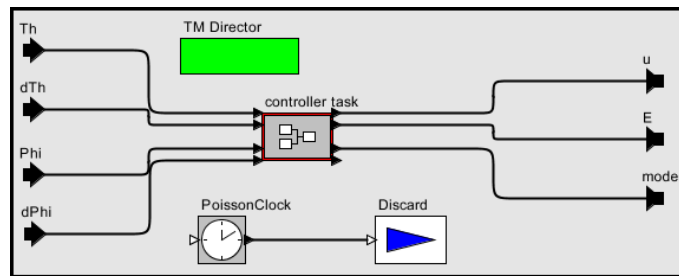 Th
TM Director
dTh
u
controller task
E
Phi
mode
dPhi
PoissonClock
Discard